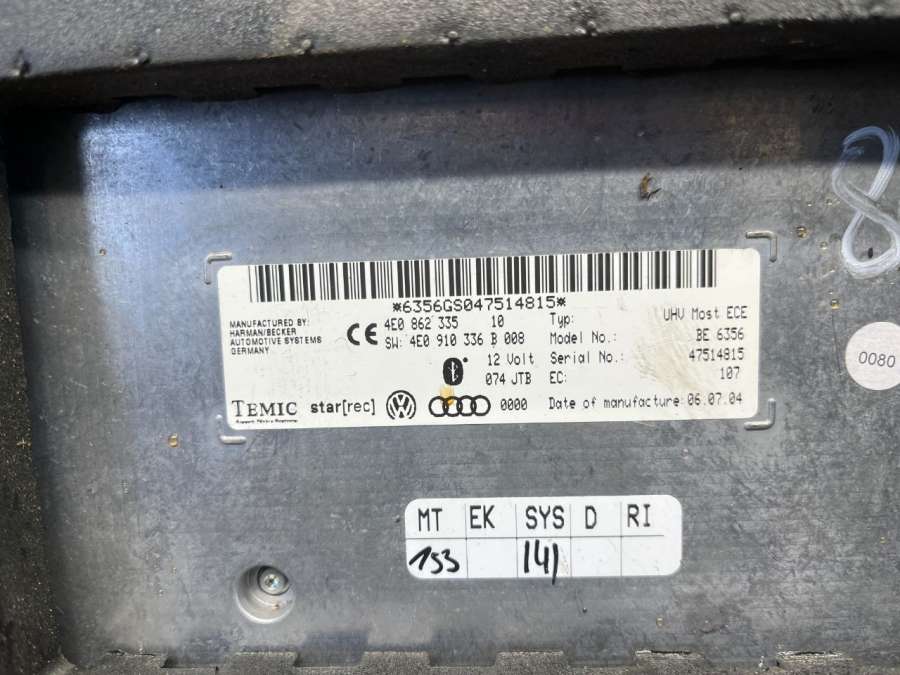 8
*6356GS047514815*
MANUFACTURED BY:
HARMAN/BECKER
AUTOMOTIVE SYSTEMS
GERMANY
CE
4E0 862 335 10
SW: 4E0 910 336 B 008
12 Volt
074 JTB
Typ: UHV Most ECE
Model No.: BE 6356
Serial No.: 47514815
EC: 107
0080
TEMIC
star[rec]
0000
Date of manufacture: 06.07.04
MT EK SYS D RI
153 141